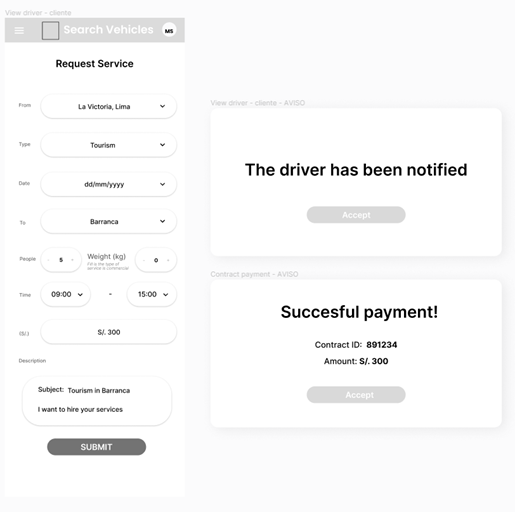 View driver - cliente
Search Vehicles
MS
Request Service
From
La Victoria, Lima
Type
Tourism
Date
dd/mm/yyyy
To
Barranca
People
- 5 +
Weight (kg)
Fill in the type of
service is commercial
- 0 +
Time
09:00
-
15:00
(S/.)
S/. 300
Description
Subject: Tourism in Barranca
I want to hire your services
SUBMIT
View driver - cliente - AVISO
The driver has been notified
Accept
Contract payment - AVISO
Succesful payment!
Contract ID: 891234
Amount: S/. 300
Accept